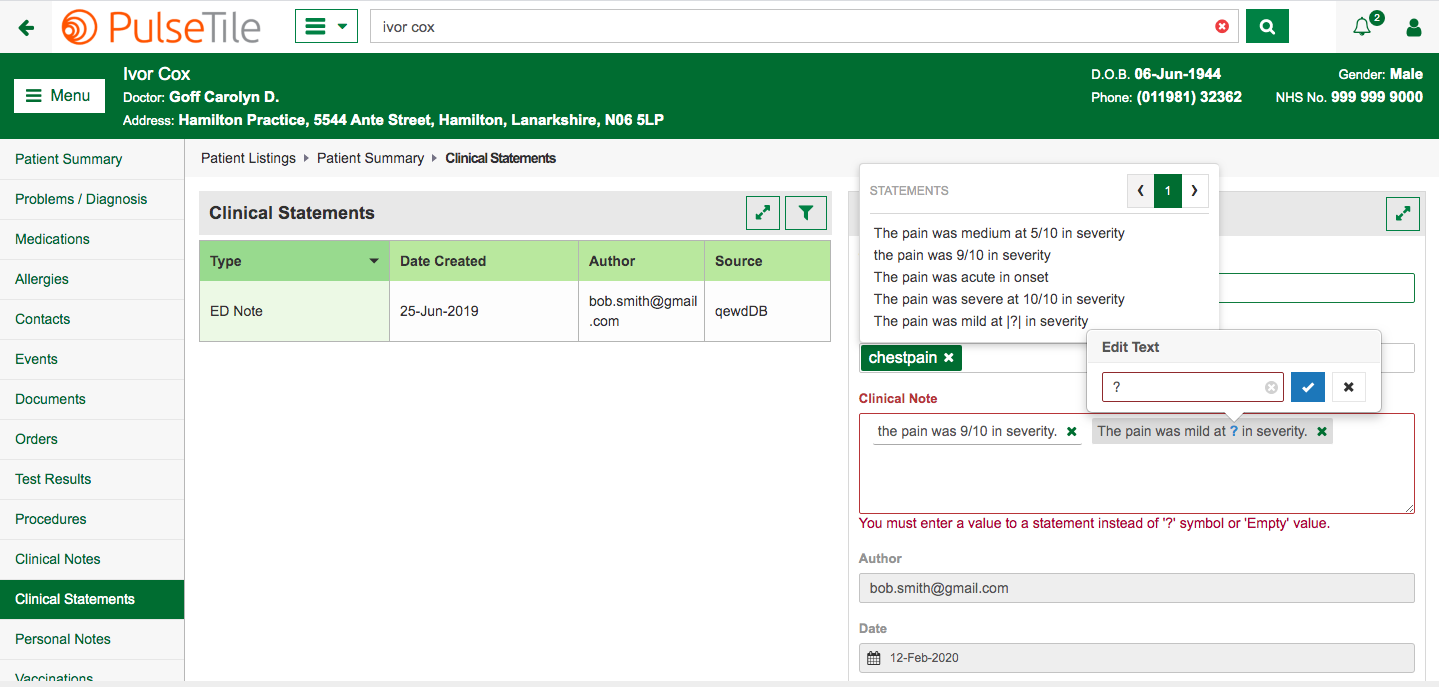 PulseTile
ivor cox
2
Menu
Ivor Cox
Doctor: Goff Carolyn D.
Address: Hamilton Practice, 5544 Ante Street, Hamilton, Lanarkshire, N06 5LP
D.O.B. 06-Jun-1944
Gender: Male
Phone: (011981) 32362
NHS No. 999 999 9000
Patient Summary
Problems / Diagnosis
Medications
Allergies
Contacts
Events
Documents
Orders
Test Results
Procedures
Clinical Notes
Clinical Statements
Personal Notes
Vaccinations
Patient Listings
Patient Summary
Clinical Statements
Clinical Statements
Type
Date Created
Author
Source
ED Note
25-Jun-2019
bob.smith@gmail
.com
qewdDB
STATEMENTS
1
The pain was medium at 5/10 in severity
the pain was 9/10 in severity
The pain was acute in onset
The pain was severe at 10/10 in severity
The pain was mild at |?| in severity
chestpain
Edit Text
?
Clinical Note
the pain was 9/10 in severity.
The pain was mild at ? in severity.
You must enter a value to a statement instead of '?' symbol or 'Empty' value.
Author
bob.smith@gmail.com
Date
12-Feb-2020